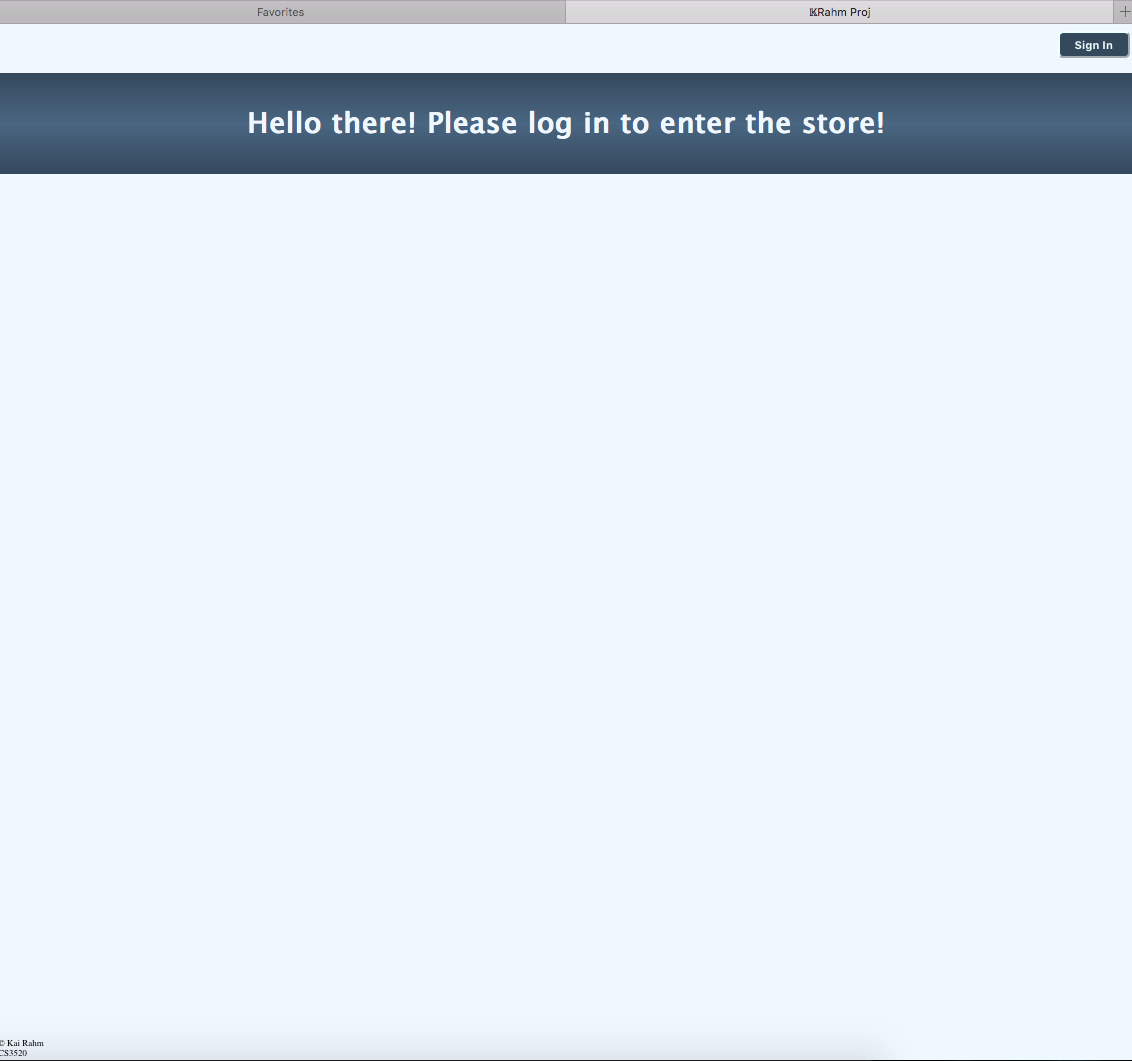 Favorites
𝕂Rahm Proj
Sign In
Hello there! Please log in to enter the store!
© Kai Rahm
CS3520